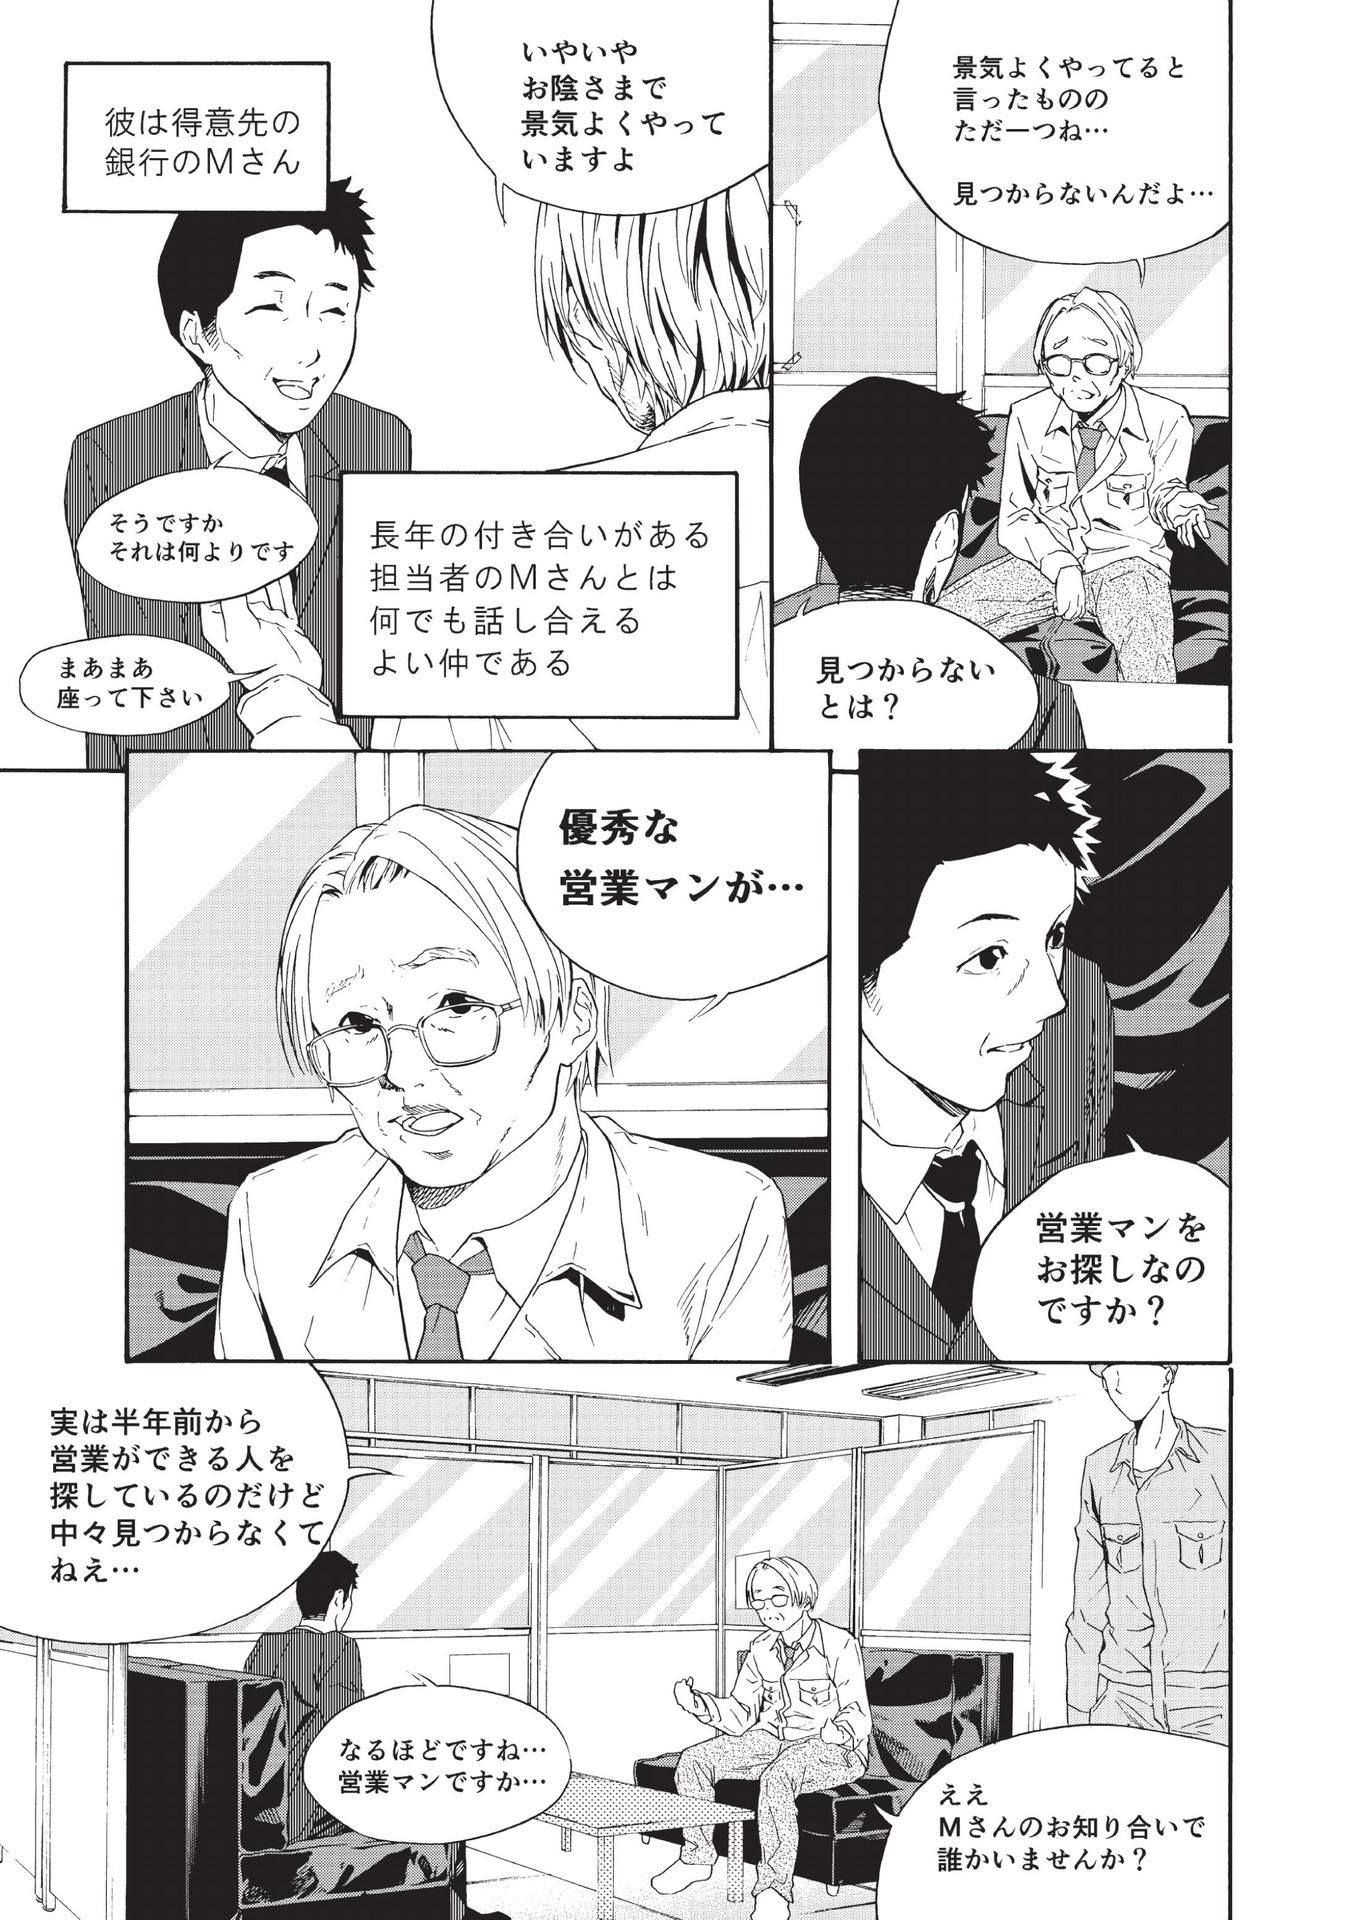 彼は得意先の
銀行のMさん
いやいや
お陰さまで
景気よくやって
いますよ
そうですか
それは何よりです
まあまあ
座って下さい
長年の付き合いがある
担当者のMさんとは
何でも話し合える
よい仲である
景気よくやってると
言ったものの
ただ一つね…
見つからないんだよ…
見つからない
とは？
優秀な
営業マンが…
営業マンを
お探しなの
ですか？
実は半年前から
営業ができる人を
探しているのだけど
中々見つからなくて
ねえ…
なるほどですね…
営業マンですか…
ええ
Mさんのお知り合いで
誰かいませんか？